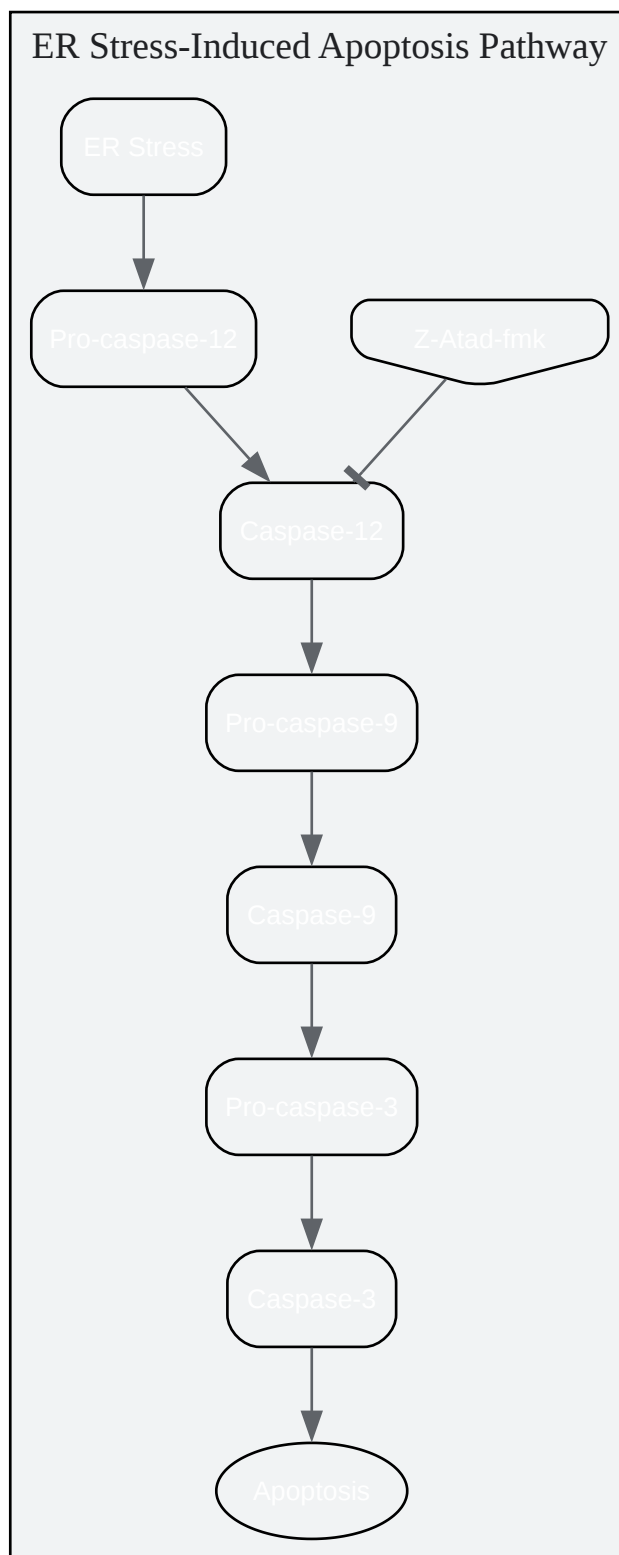 ER Stress-Induced Apoptosis Pathway
ER Stress
Pro-caspase-12
Z-Atad-fmk
Caspase-12
Pro-caspase-9
Caspase-9
Pro-caspase-3
Caspase-3
Apoptosis